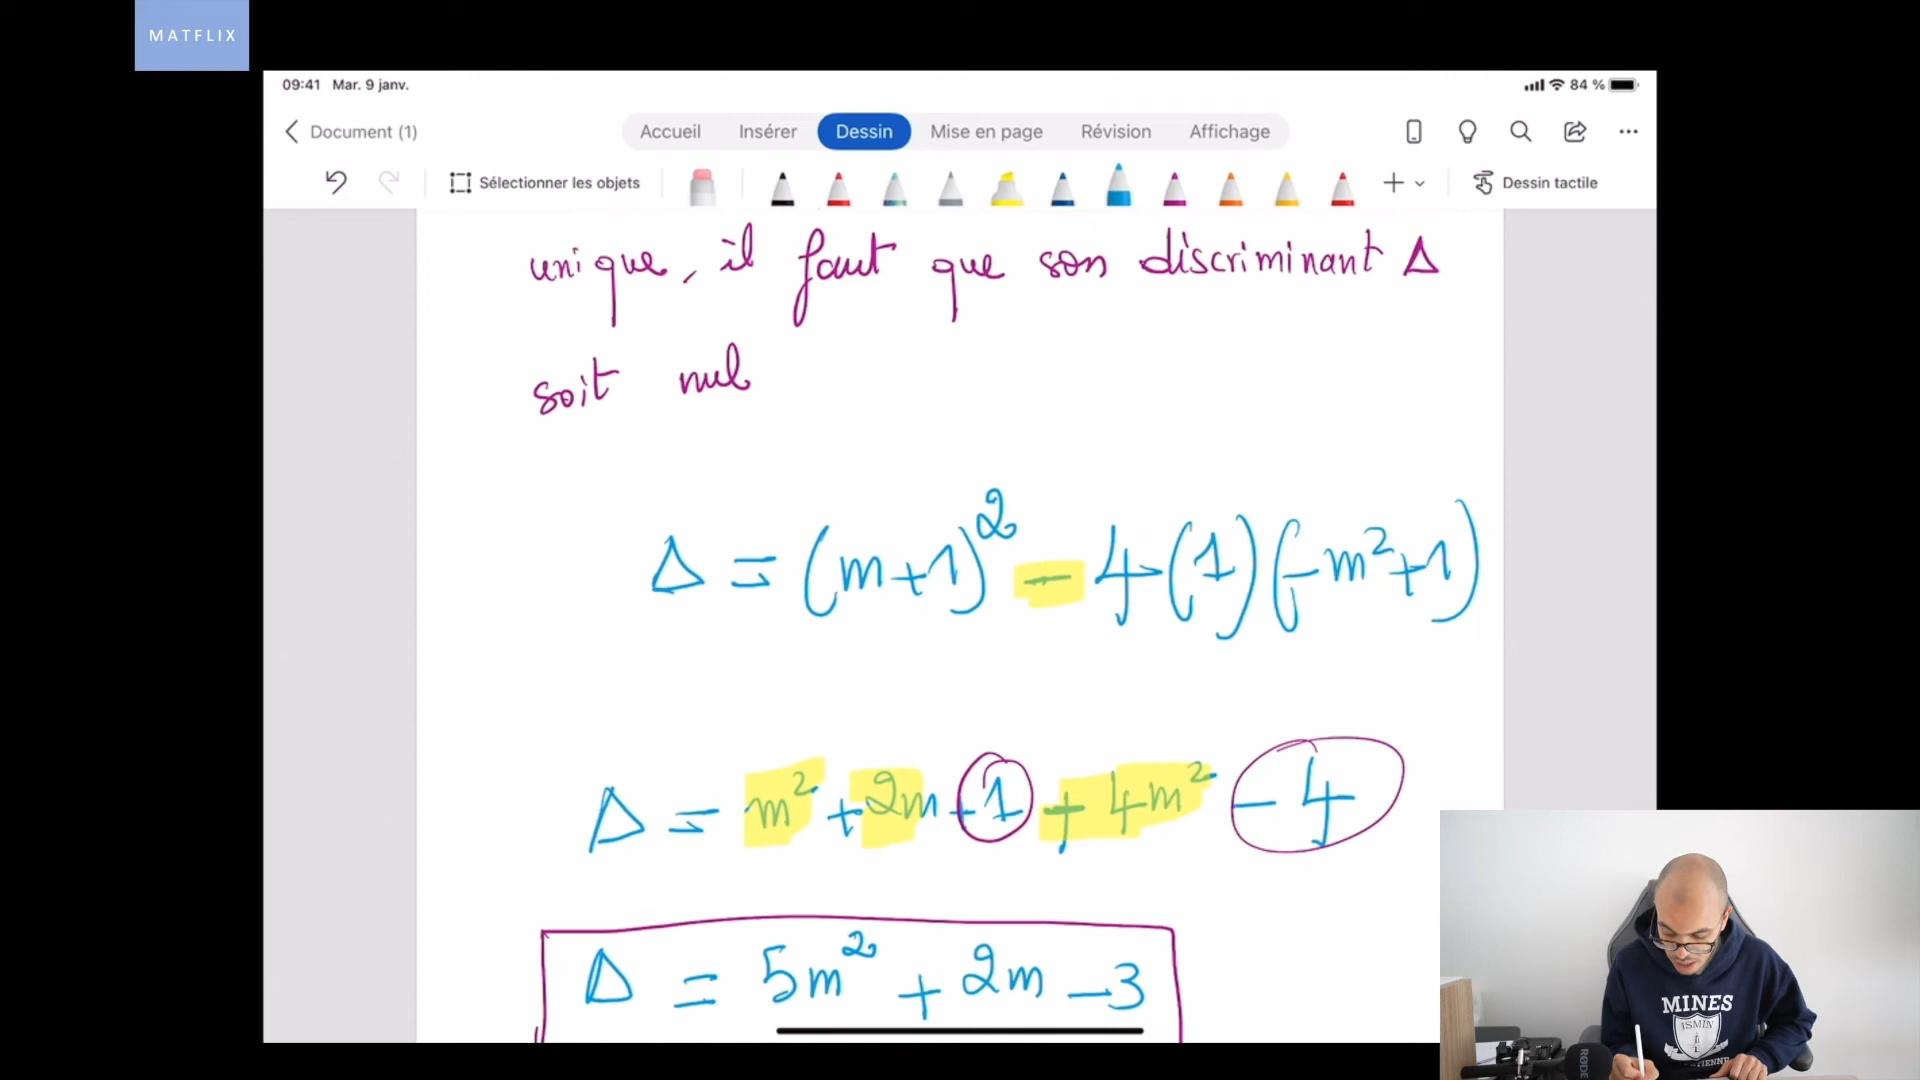 MATFLIX
09:41 Mar. 9 janv.
84 %
Document (1)
Accueil Insérer Dessin Mise en page Révision Affichage
Sélectionner les objets
Dessin tactile
unique, il faut que son discriminant Δ
soit nul
Δ = (m+1)² - 4(1)(-m²+1)
Δ = m² + 2m + 1 + 4m² - 4
Δ = 5m² + 2m - 3
MINES
ISMIN
RØDE